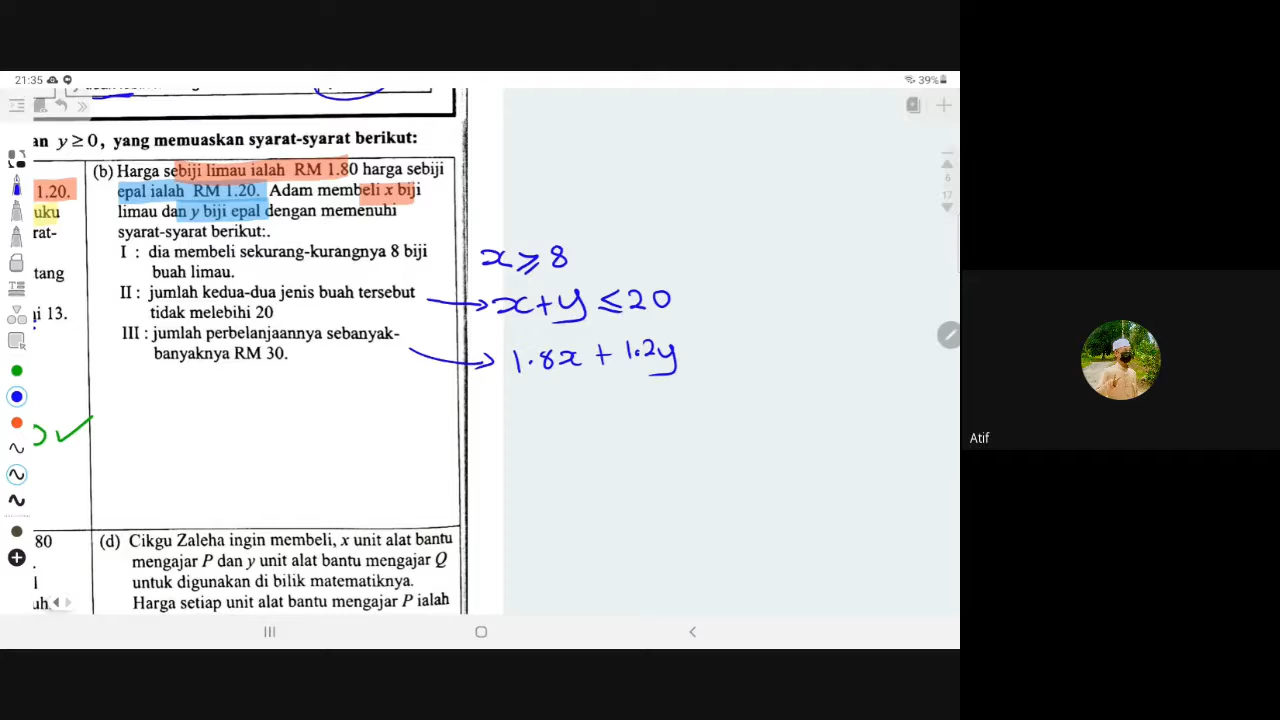 21:35
39%
an y ≥ 0, yang memuaskan syarat-syarat berikut:
1.20.
uku
rat-
tang
i 13.
(b) Harga sebiji limau ialah RM 1.80 harga sebiji
epal ialah RM 1.20. Adam membeli x biji
limau dan y biji epal dengan memenuhi
syarat-syarat berikut:.
I : dia membeli sekurang-kurangnya 8 biji
buah limau.
II : jumlah kedua-dua jenis buah tersebut
tidak melebihi 20
III : jumlah perbelanjaannya sebanyak-
banyaknya RM 30.
x ≥ 8
x + y ≤ 20
1.8x + 1.2y
6
17
80
uh.
(d) Cikgu Zaleha ingin membeli, x unit alat bantu
mengajar P dan y unit alat bantu mengajar Q
untuk digunakan di bilik matematiknya.
Harga setiap unit alat bantu mengajar P ialah
Atif